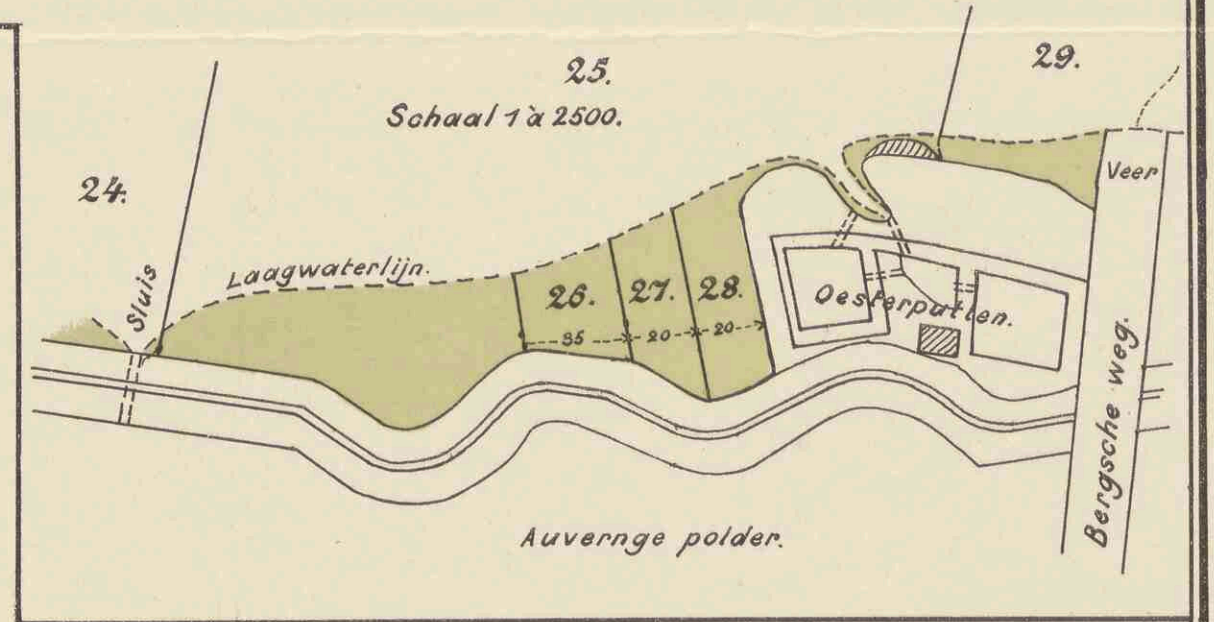 25.
29.
Schaal 1 à 2500.
24.
Veer
Sluis
Laagwaterlijn.
26.
27.
28.
Oesterputten.
35
20
20
Bergsche weg.
Auvernge polder.